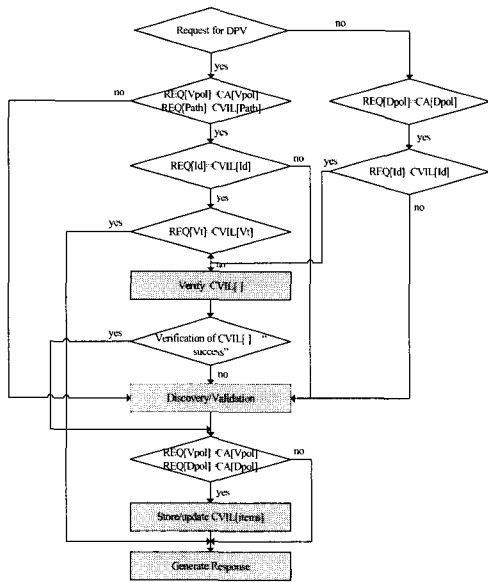 Request for DPV
no
yes
no
REQ[Vpol]=CA[Vpol]
REQ[Path]=CVIL[Path]
REQ[Dpol]=CA[Dpol]
yes
yes
no
yes
REQ[Id]=CVIL[Id]
REQ[Id]=CVIL[Id]
yes
no
yes
REQ[Vt]=CVIL[Vt]
no
Verify CVIL[ ]
yes
Verification of CVIL[ ] "
success"
no
Discovery/Validation
REQ[Vpol]=CA[Vpol]
REQ[Dpol]=CA[Dpol]
no
yes
Store/update CVIL[items]
Generate Response